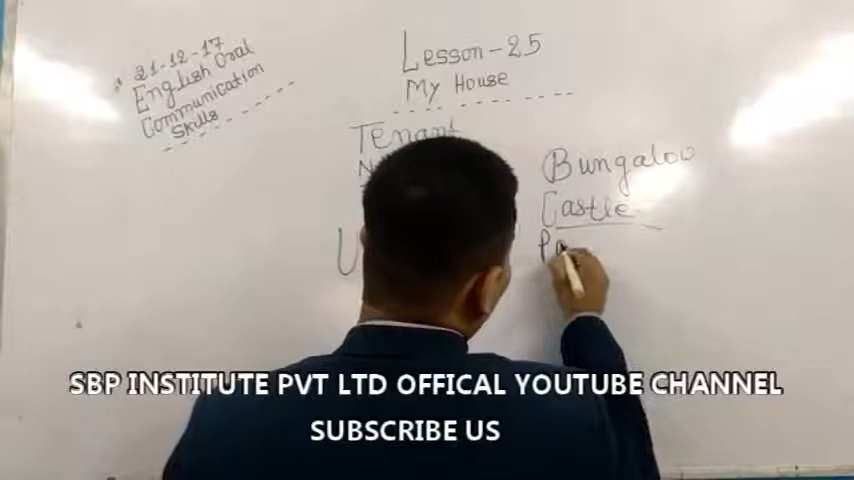 21-12-17
English Oral
Communication
Skills
Lesson-25
My House
Tenant
Bungalow
Castle
Pa
SBP INSTITUTE PVT LTD OFFICAL YOUTUBE CHANNEL
SUBSCRIBE US